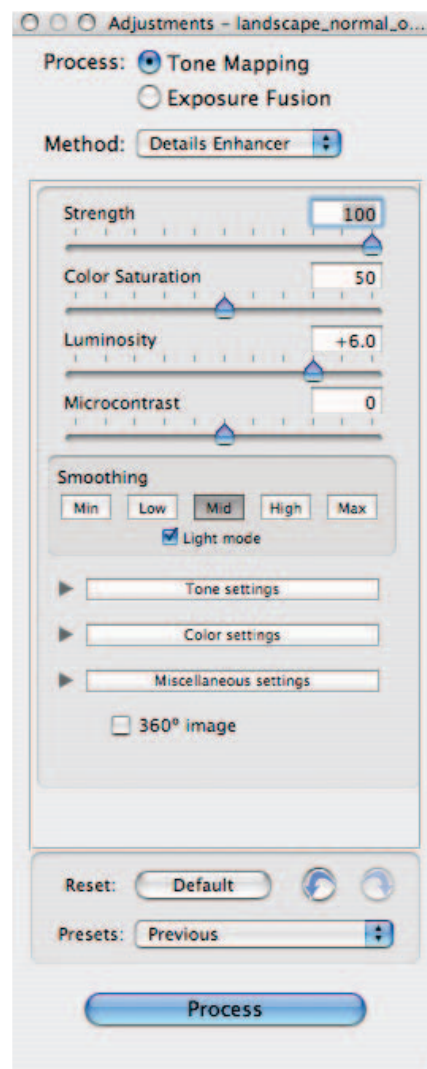 Adjustments – landscape_normal_o...
Process: Tone Mapping
Exposure Fusion
Method: Details Enhancer
Strength 100
Color Saturation 50
Luminosity +6.0
Microcontrast 0
Smoothing
Min Low Mid High Max
Light mode
Tone settings
Color settings
Miscellaneous settings
360° image
Reset: Default
Presets: Previous
Process